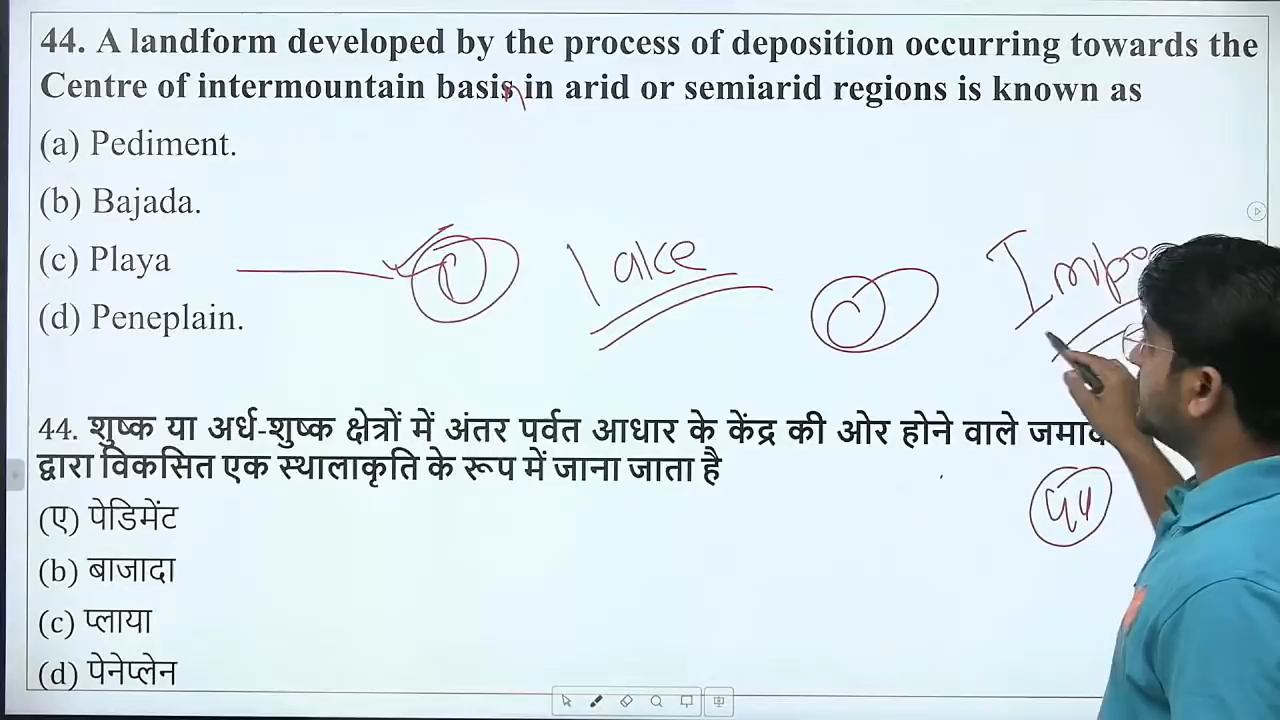 44. A landform developed by the process of deposition occurring towards the
Centre of intermountain basisn in arid or semiarid regions is known as
(a) Pediment.
(b) Bajada.
(c) Playa
lake
(d) Peneplain.
44. शुष्क या अर्ध-शुष्क क्षेत्रों में अंतर पर्वत आधार के केंद्र की ओर होने वाले
द्वारा विकसित एक स्थालाकृति के रूप में जाना जाता है
44
(ए) पेडिमेंट
(b) बाजादा
(c) प्लाया
(d) पेनेप्लेन